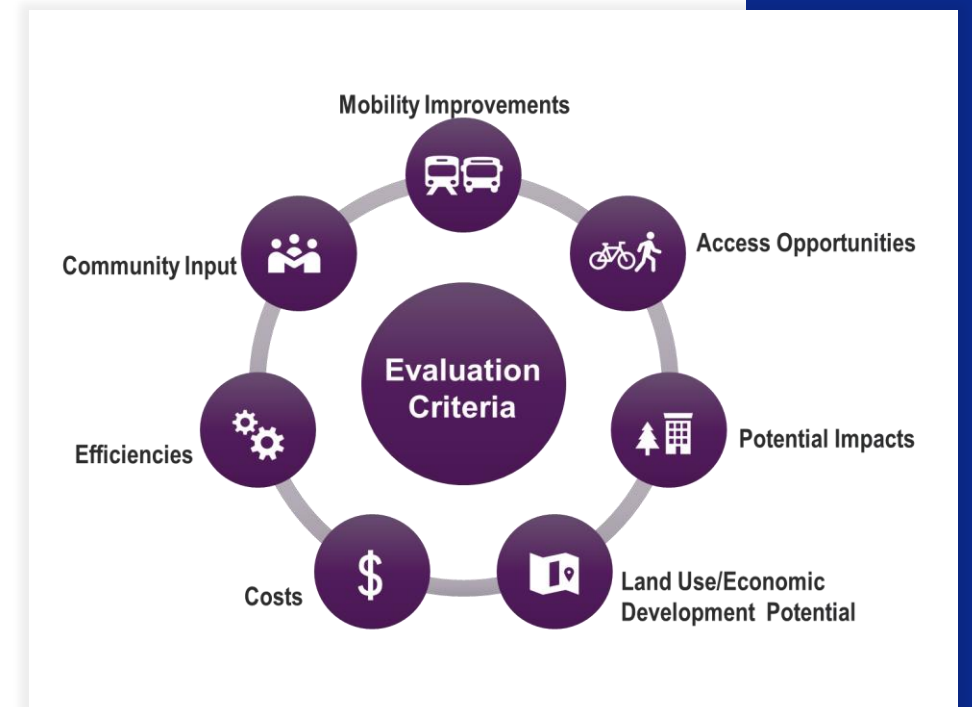 Mobility Improvements
Access Opportunities
Community Input
Evaluation
Criteria
Potential Impacts
Efficiencies
$
Costs
Land Use/Economic
Development Potential